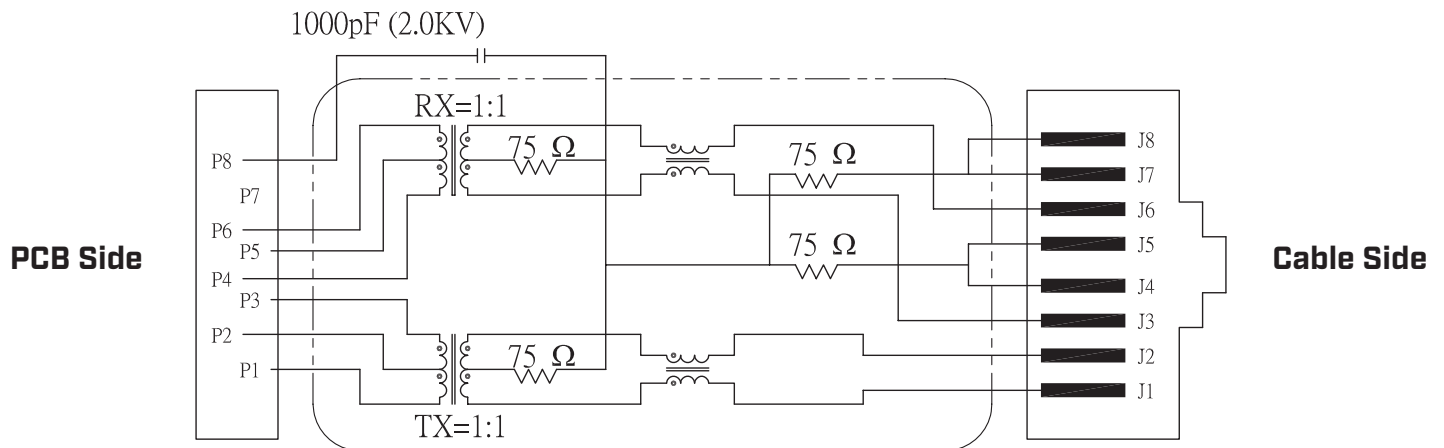 1000pF (2.0KV)
RX=1:1
75 Ω
75 Ω
75 Ω
75 Ω
TX=1:1
PCB Side
P8
P7
P6
P5
P4
P3
P2
P1
J8
J7
J6
J5
J4
J3
J2
J1
Cable Side